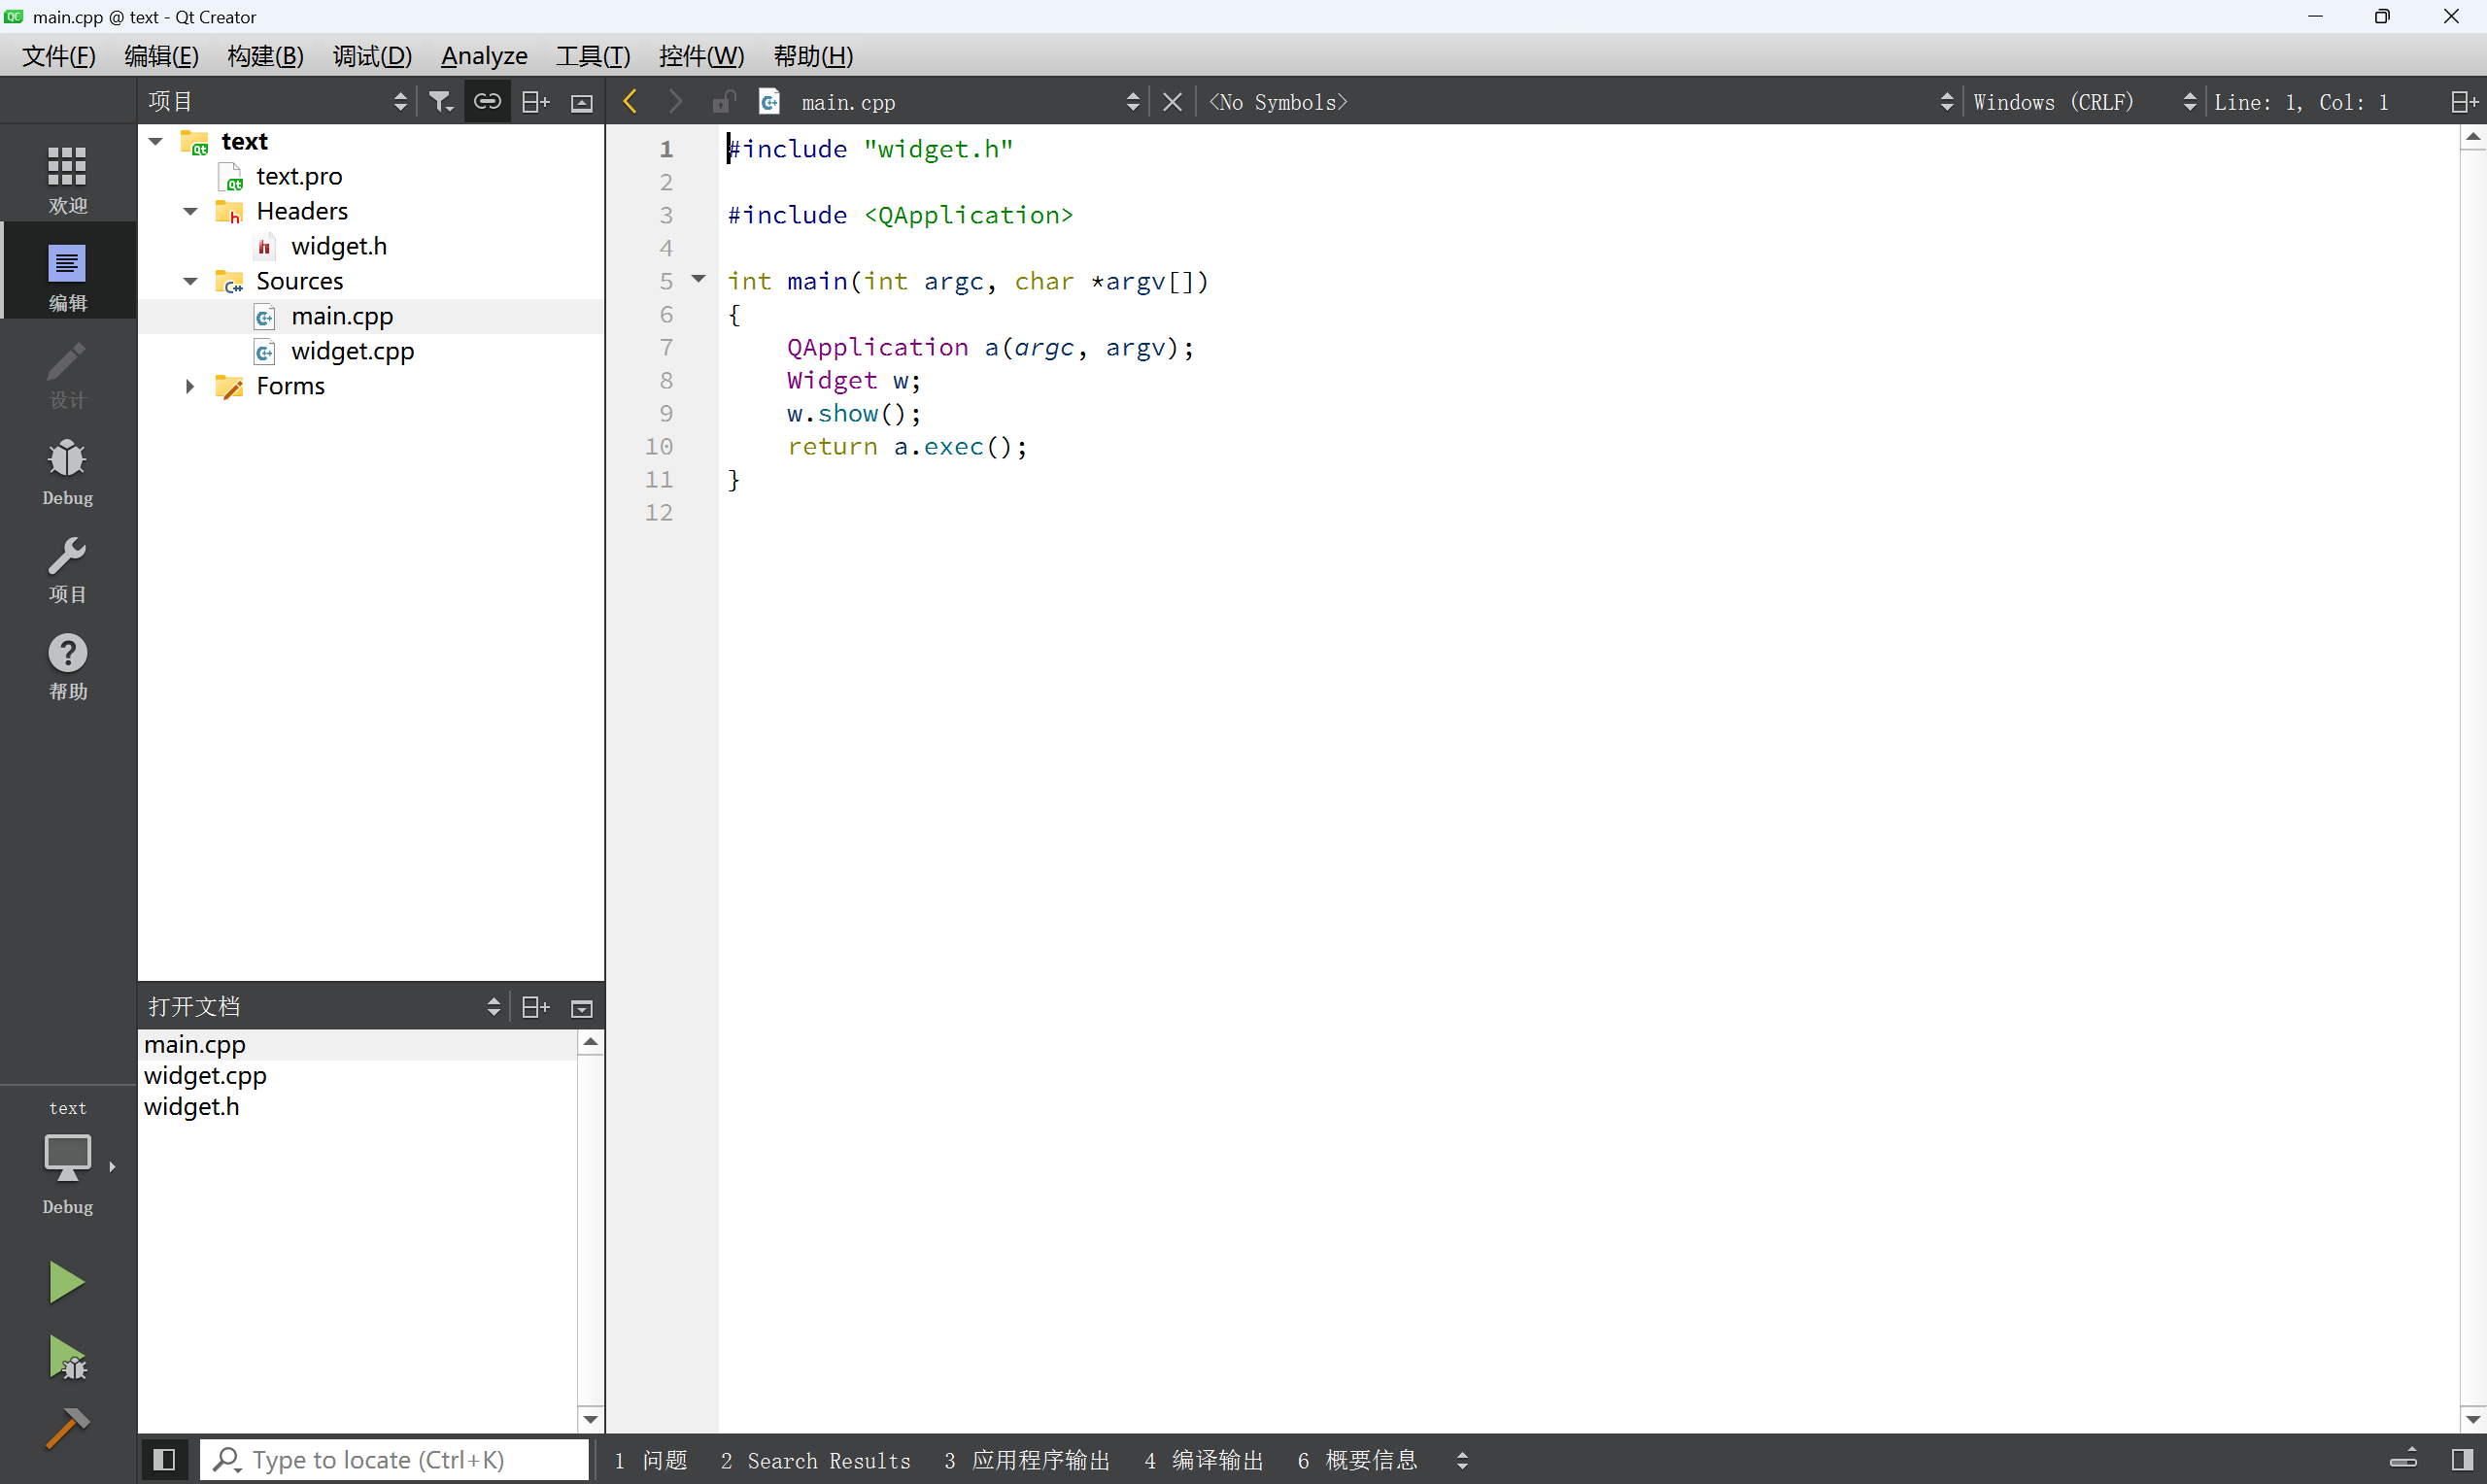 QC main.cpp @ text - Qt Creator
文件(F) 编辑(E) 构建(B) 调试(D) Analyze 工具(T) 控件(W) 帮助(H)
项目
main.cpp
<No Symbols>
Windows (CRLF)
Line: 1, Col: 1
欢迎
编辑
设计
Debug
项目
帮助
text
Debug
text
text.pro
Headers
widget.h
Sources
main.cpp
widget.cpp
Forms
打开文档
main.cpp
widget.cpp
widget.h
1 #include "widget.h"
2
3 #include <QApplication>
4
5 int main(int argc, char *argv[])
6 {
7 QApplication a(argc, argv);
8 Widget w;
9 w.show();
10 return a.exec();
11 }
12
Type to locate (Ctrl+K)
1 问题 2 Search Results 3 应用程序输出 4 编译输出 6 概要信息